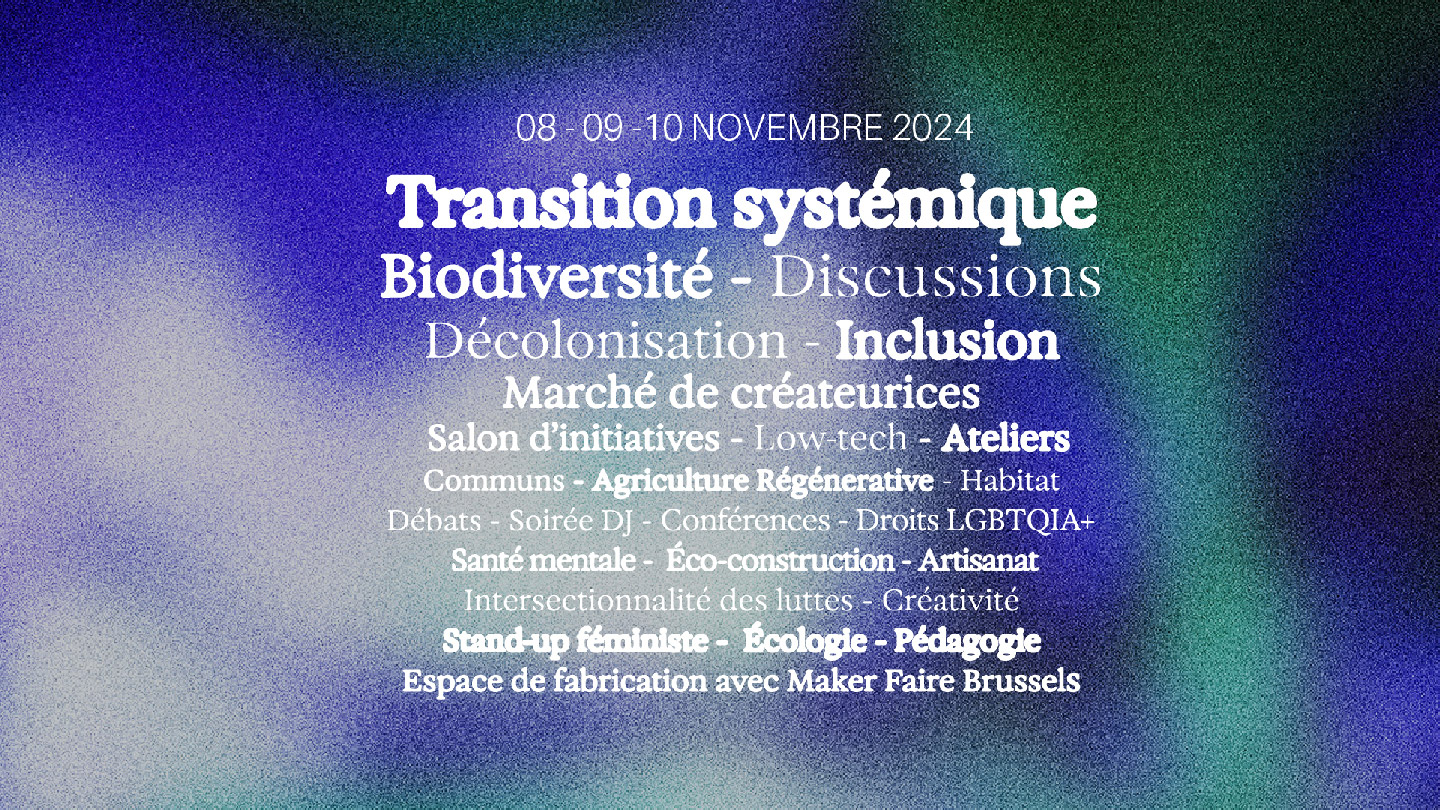 08 - 09 -10 NOVEMBRE 2024
Transition systémique
Biodiversité - Discussions
Décolonisation - Inclusion
Marché de créateurices
Salon d'initiatives - Low-tech - Ateliers
Communs - Agriculture Régénerative - Habitat
Débats - Soirée DJ - Conférences - Droits LGBTQIA+
Santé mentale - Éco-construction - Artisanat
Intersectionnalité des luttes - Créativité
Stand-up féministe - Écologie - Pédagogie
Espace de fabrication avec Maker Faire Brussels